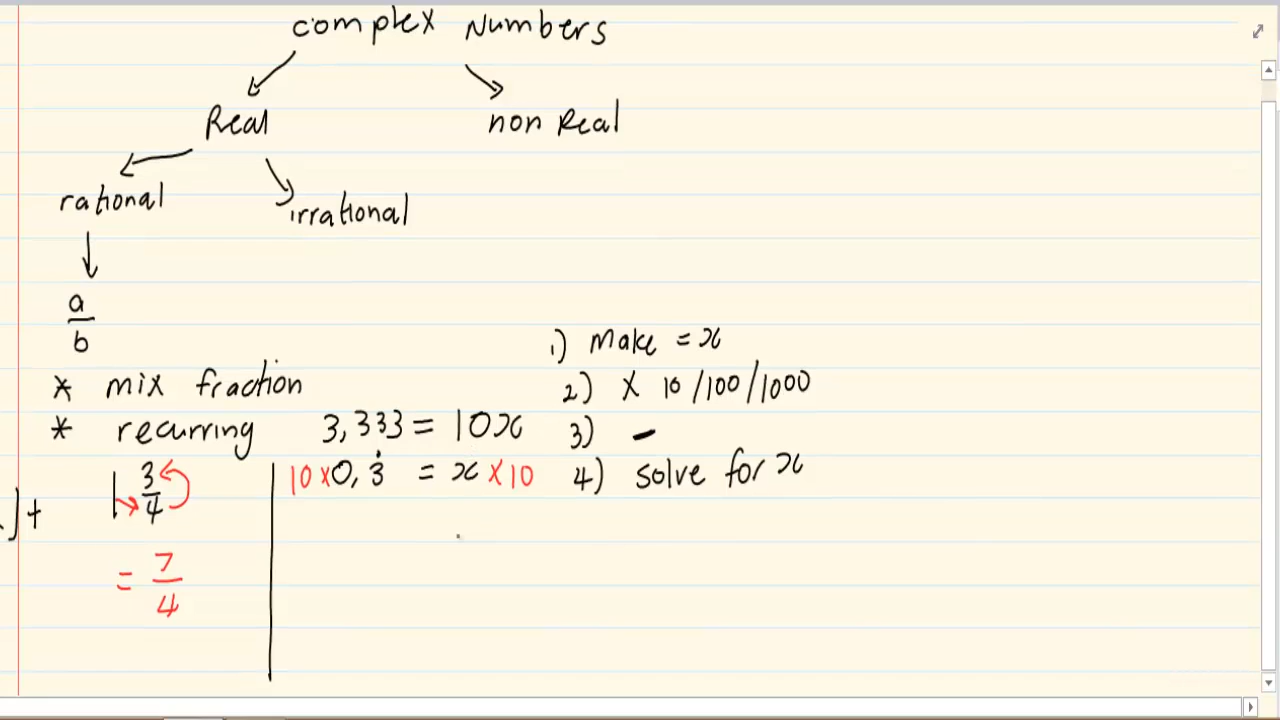 complex Numbers
Real non Real
rational irrational
a
b
1) Make = x
* mix fraction
2) X 10/100/1000
* recurring 3,333 = 10x
3) -
1 3/4
10×0,3̇ = x×10
4) solve for x
= 7/4